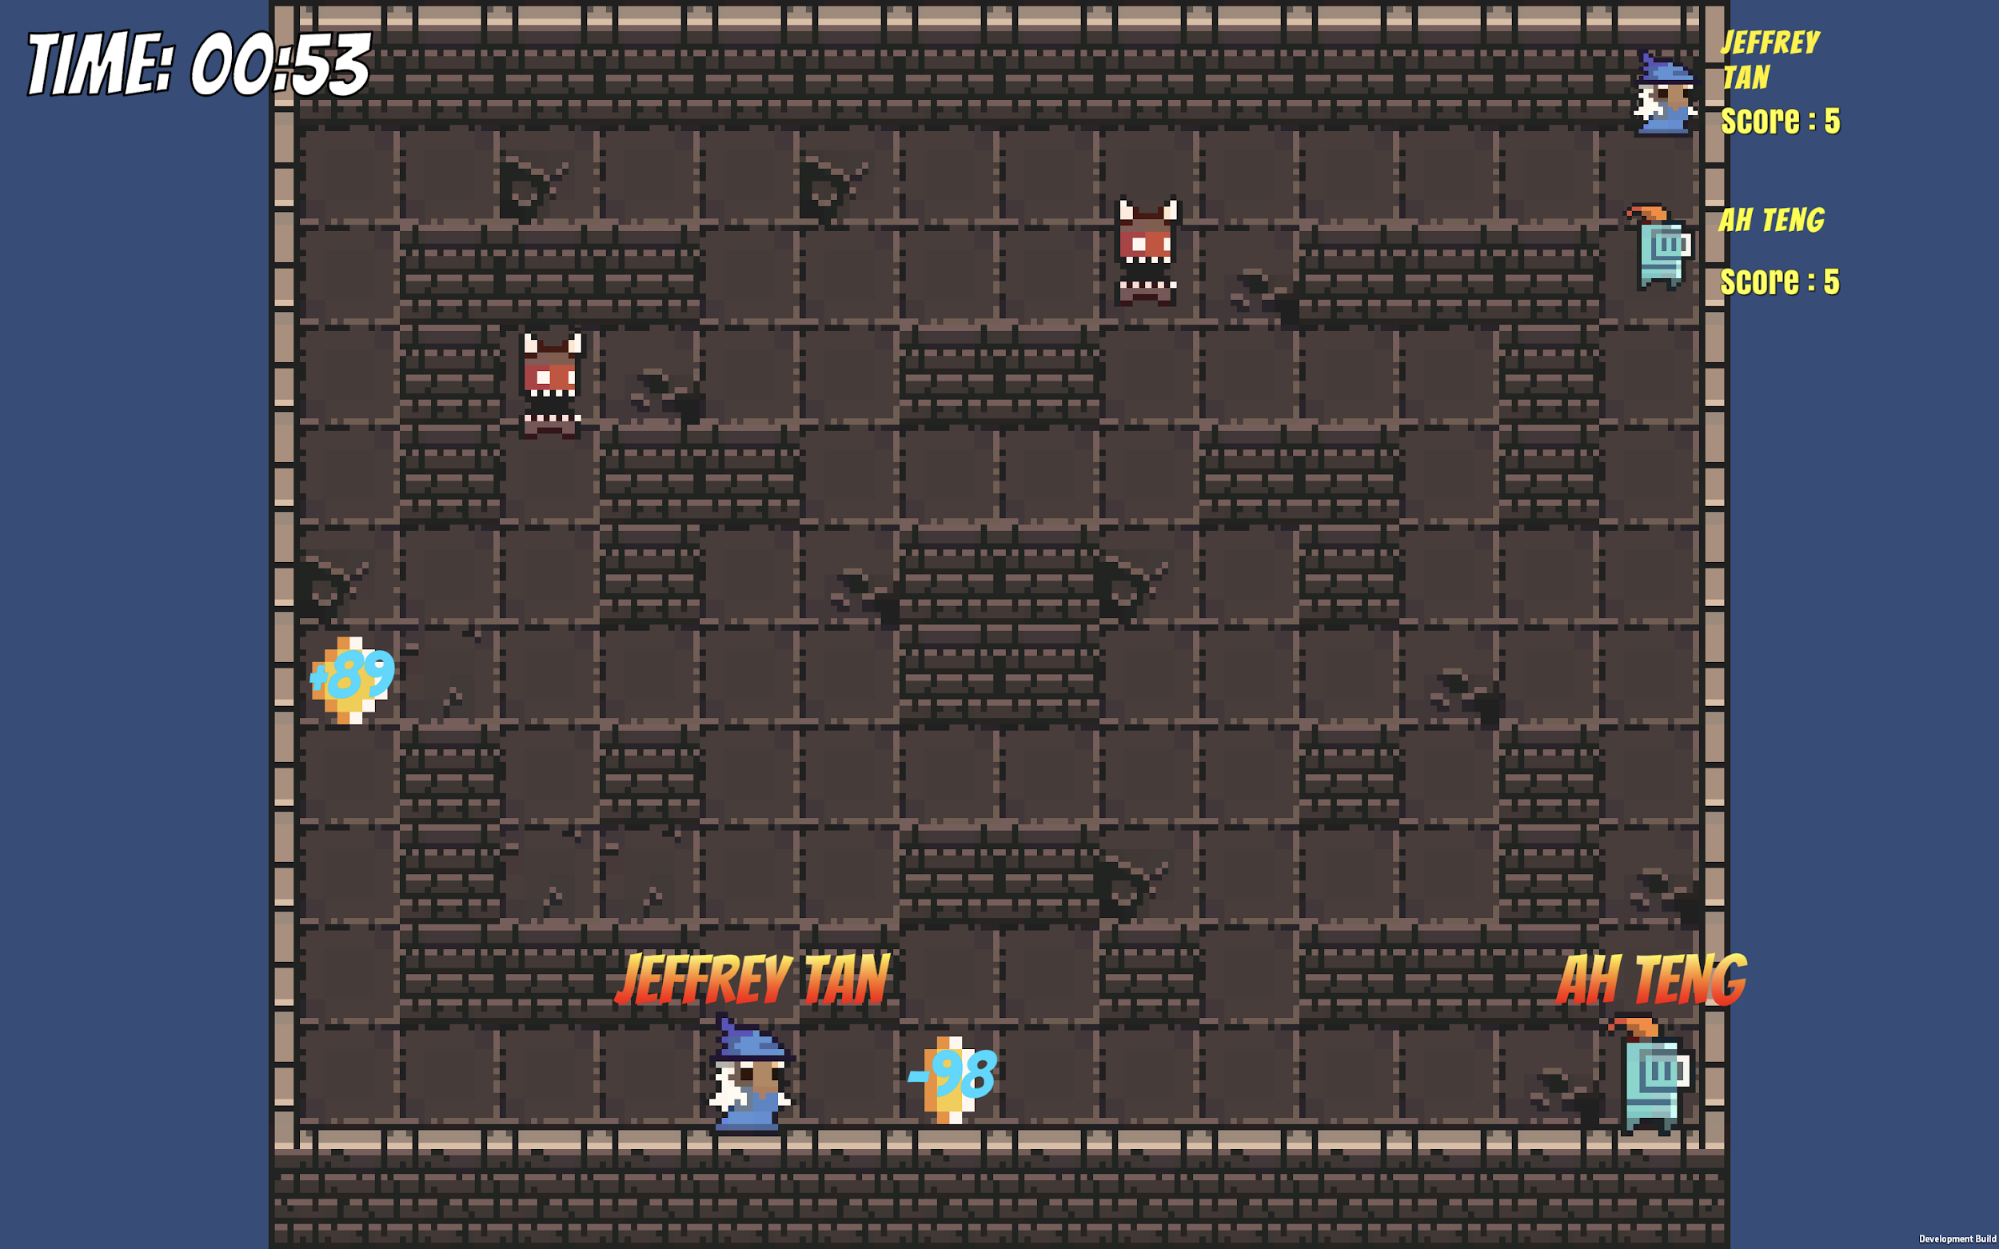 TIME: 00:53
JEFFREY
TAN
Score : 5
AH TENG
Score : 5
+89
JEFFREY TAN
AH TENG
-98
Development Build